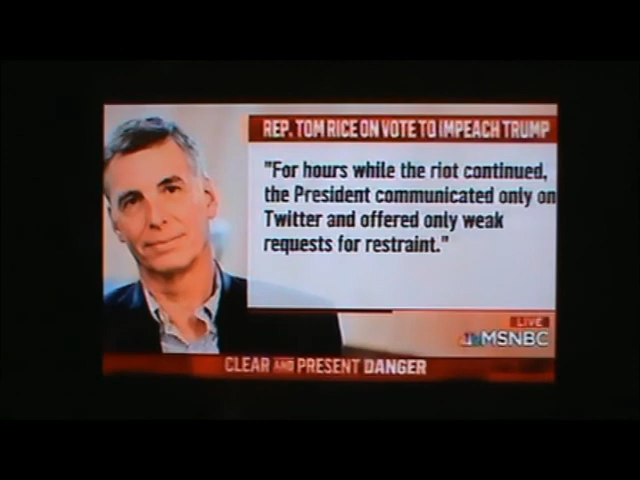 REP. TOM RICE ON VOTE TO IMPEACH TRUMP
"For hours while the riot continued,
the President communicated only on
Twitter and offered only weak
requests for restraint."
LIVE
MSNBC
CLEAR AND PRESENT DANGER